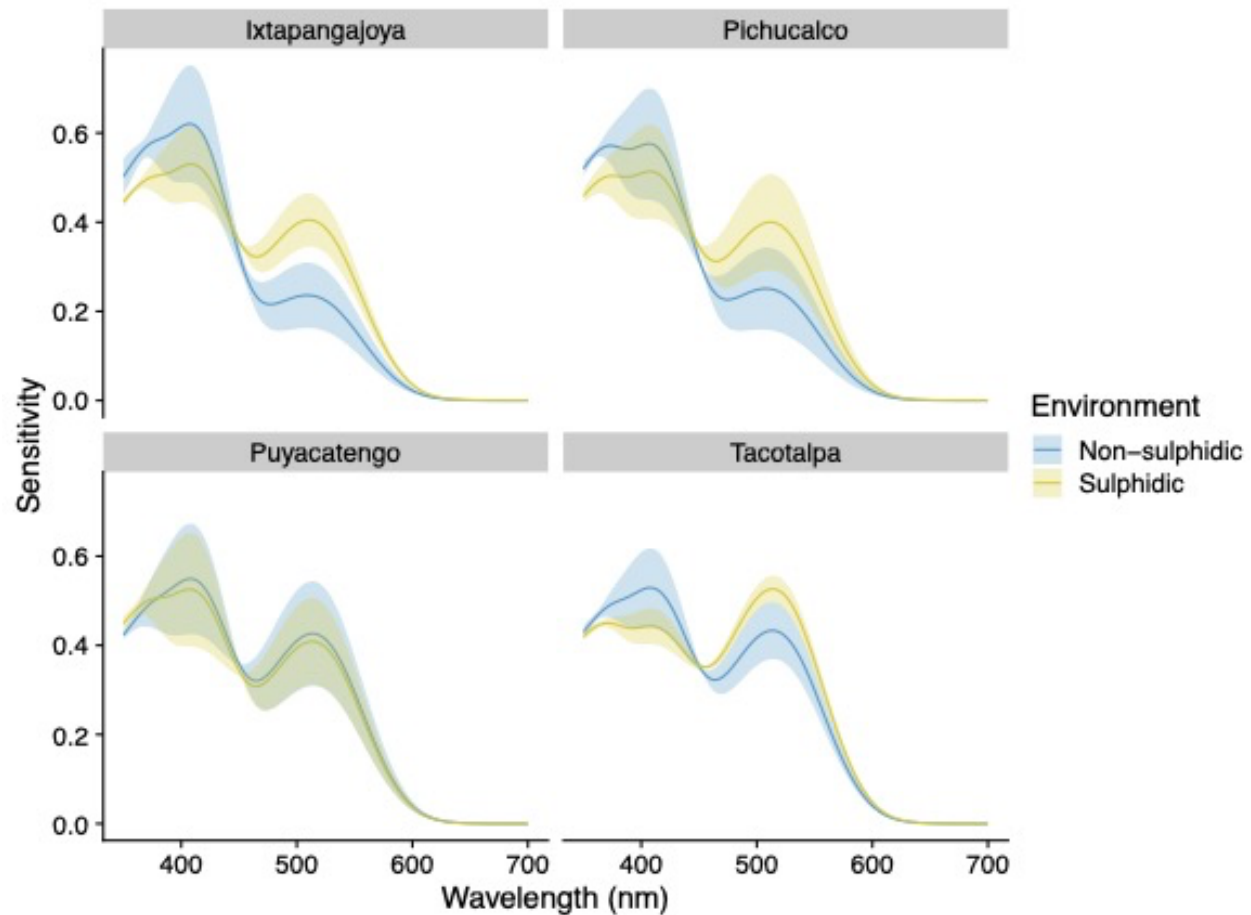 Ixtapangajoya
Pichucalco
0.6
0.4
0.2
0.0
Puyacatengo
Tacotalpa
0.6
0.4
0.2
0.0
400
500
600
700
400
500
600
700
Wavelength (nm)
Sensitivity
Environment
Non−sulphidic
Sulphidic